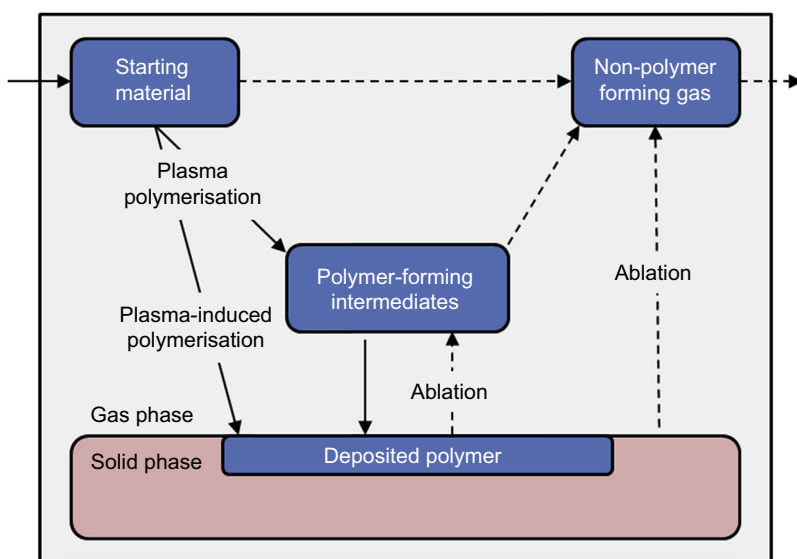 Starting
material
Non-polymer
forming gas
Plasma
polymerisation
Polymer-forming
intermediates
Ablation
Plasma-induced
polymerisation
Ablation
Gas phase
Solid phase
Deposited polymer